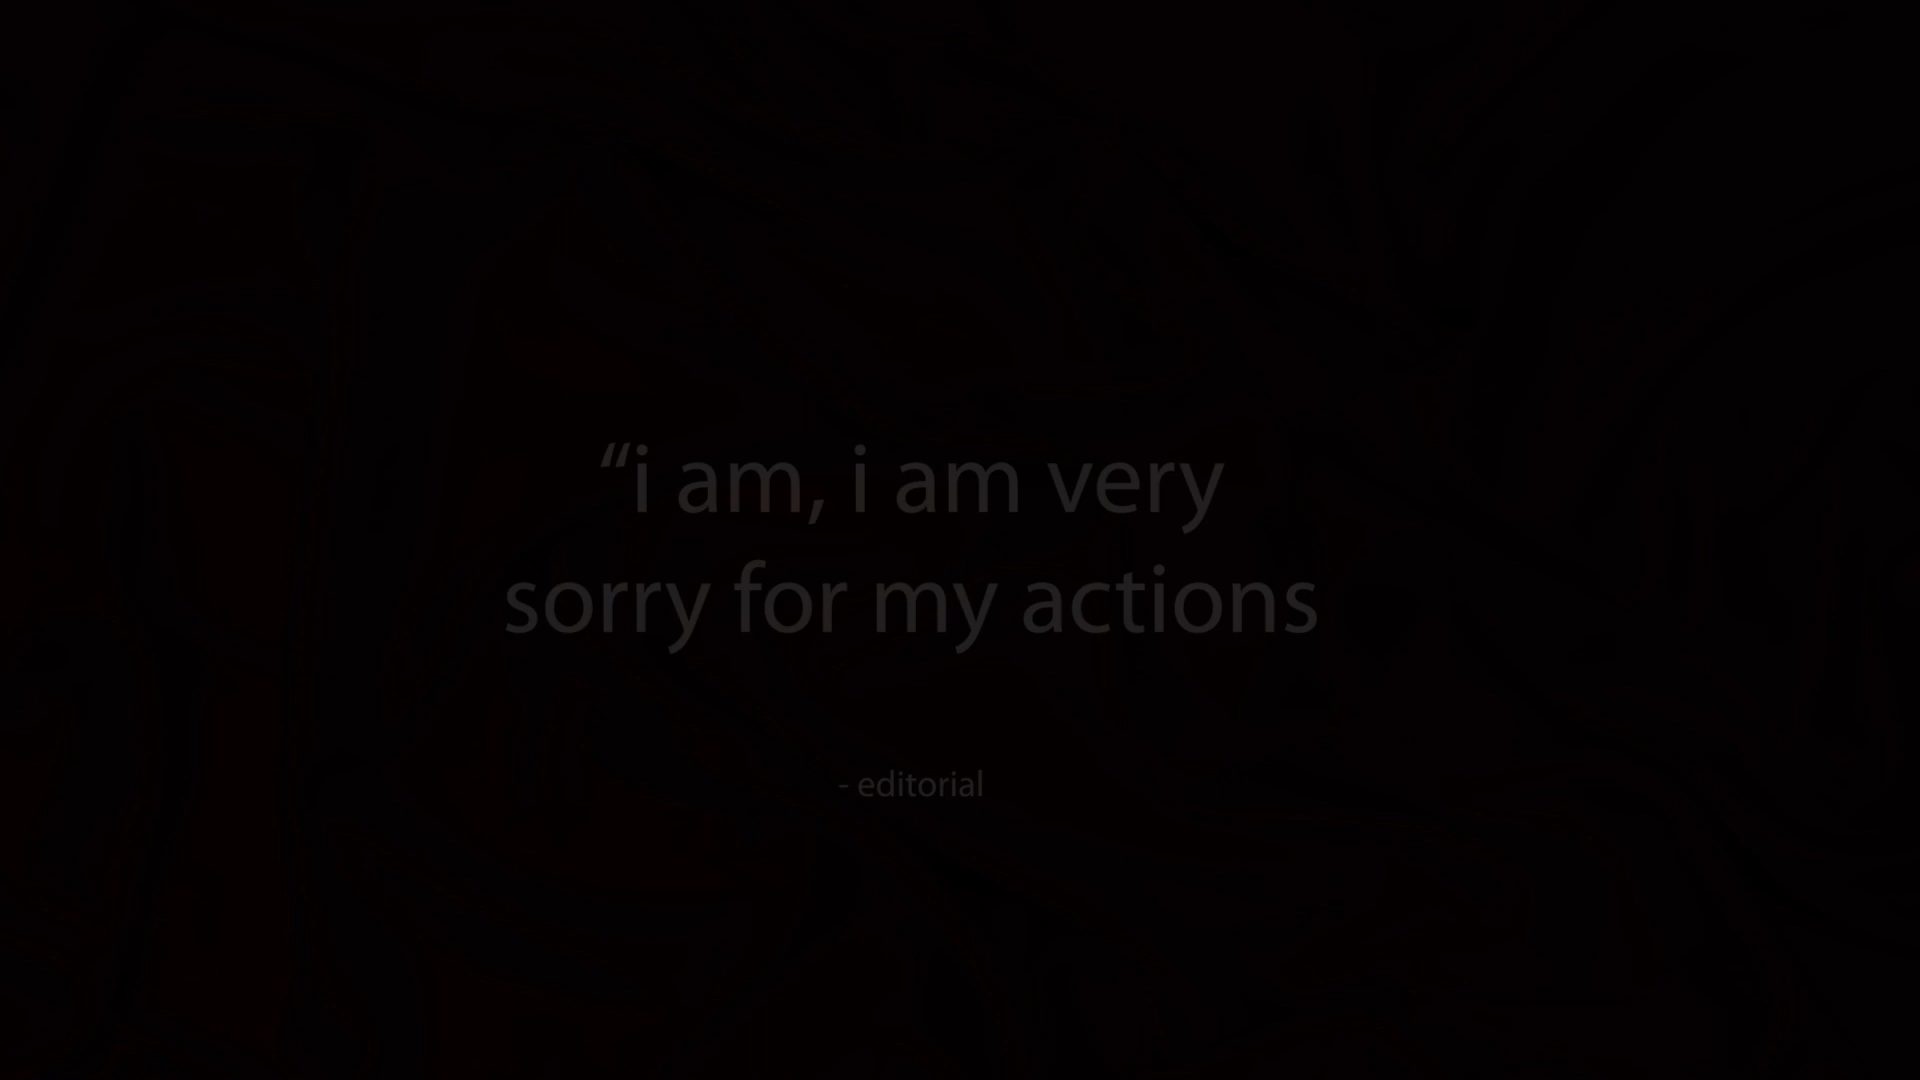 “i am, i am very
sorry for my actions
- editorial